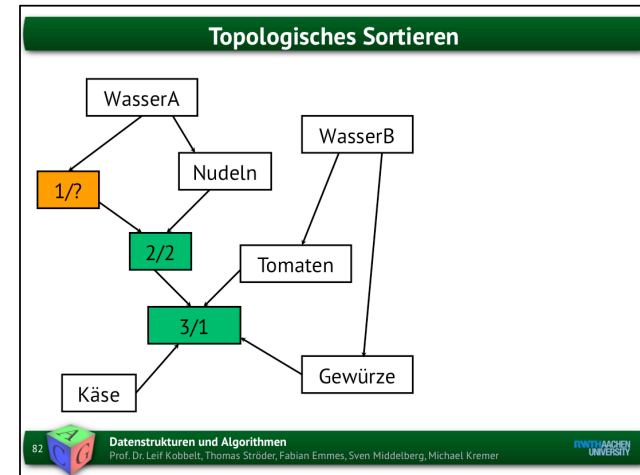 Topologisches Sortieren
WasserA
WasserB
Nudeln
1/?
2/2
Tomaten
3/1
Gewürze
Käse
82
A
C
G
Datenstrukturen und Algorithmen
Prof. Dr. Leif Kobbelt, Thomas Ströder, Fabian Emmes, Sven Middelberg, Michael Kremer
RWTHAACHEN
UNIVERSITY